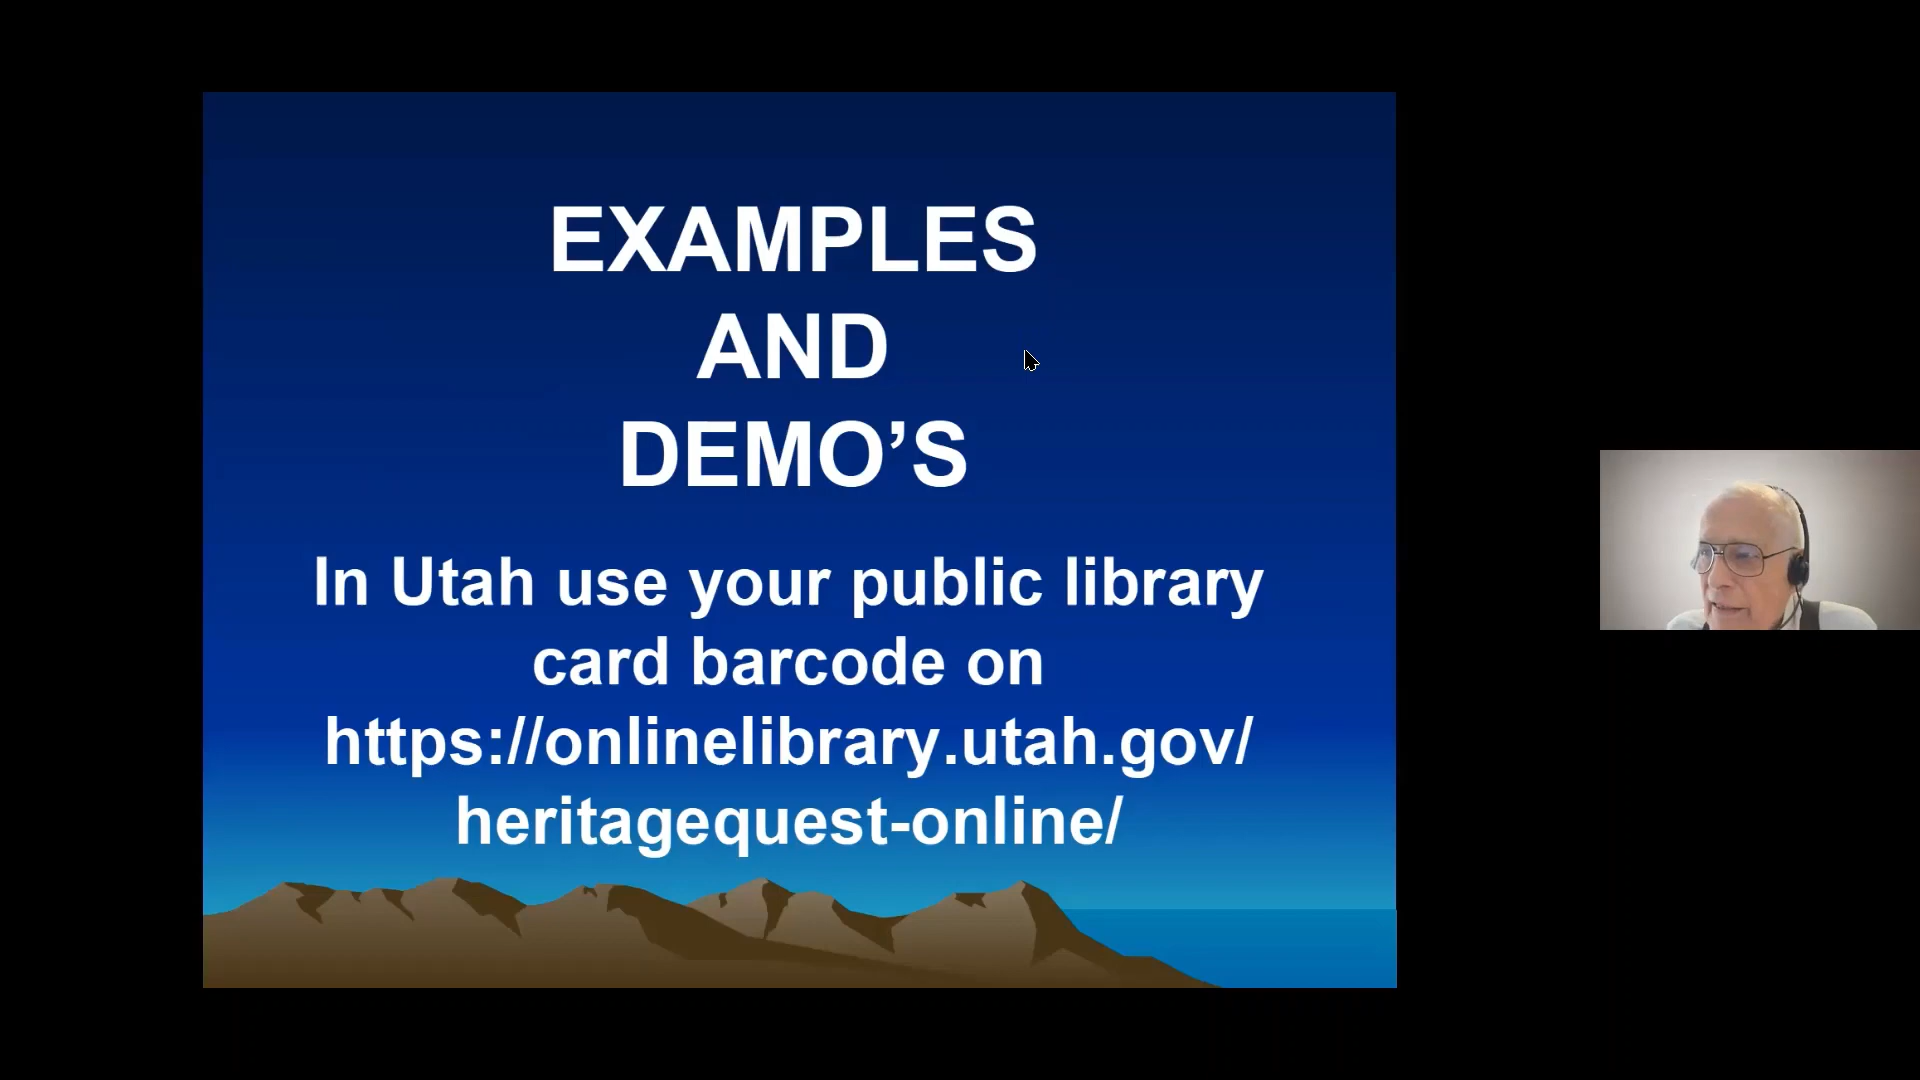 EXAMPLES
AND
DEMO’S
In Utah use your public library
card barcode on
https://onlinelibrary.utah.gov/
heritagequest-online/